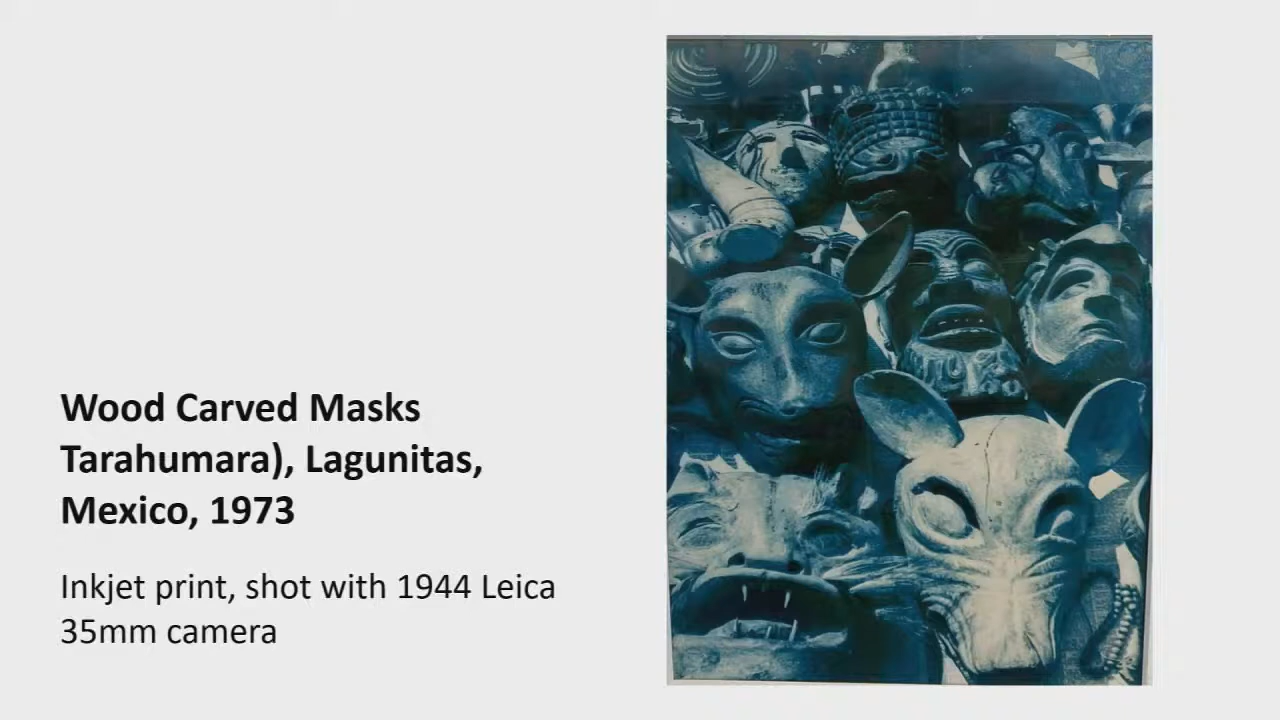 Wood Carved Masks
Tarahumara), Lagunitas,
Mexico, 1973
Inkjet print, shot with 1944 Leica
35mm camera